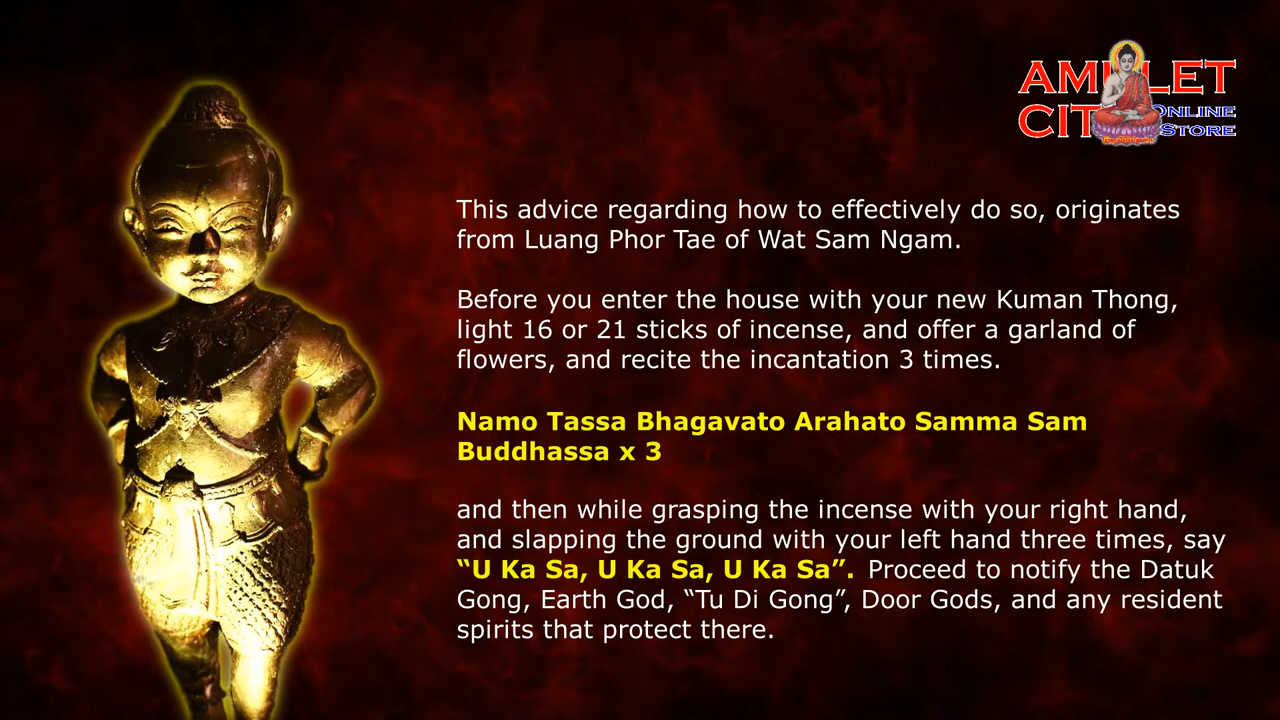 AMULET
CITY ONLINE
STORE
This advice regarding how to effectively do so, originates
from Luang Phor Tae of Wat Sam Ngam.
Before you enter the house with your new Kuman Thong,
light 16 or 21 sticks of incense, and offer a garland of
flowers, and recite the incantation 3 times.
Namo Tassa Bhagavato Arahato Samma Sam
Buddhassa x 3
and then while grasping the incense with your right hand,
and slapping the ground with your left hand three times, say
“U Ka Sa, U Ka Sa, U Ka Sa”. Proceed to notify the Datuk
Gong, Earth God, “Tu Di Gong”, Door Gods, and any resident
spirits that protect there.